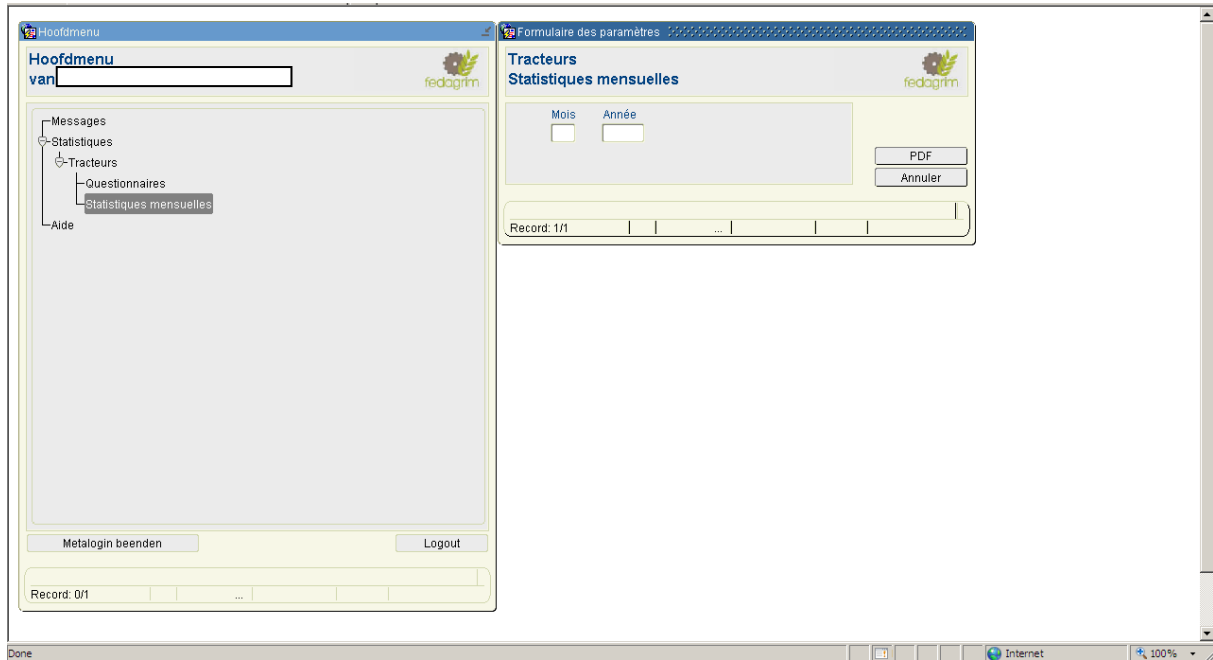 Hoofdmenu
Hoofdmenu
van
fedagrim
Messages
Statistiques
Tracteurs
Questionnaires
Statistiques mensuelles
Aide
Metalogin beenden
Logout
Record: 0/1
...
Formulaire des paramètres
Tracteurs
Statistiques mensuelles
fedagrim
Mois Année
PDF
Annuler
Record: 1/1
...
Done
Internet
100%